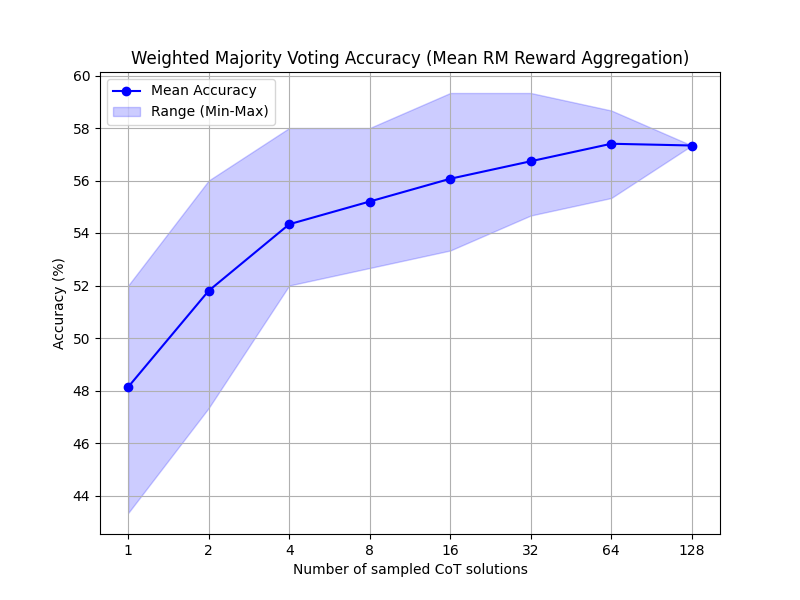 Weighted Majority Voting Accuracy (Mean RM Reward Aggregation)
Mean Accuracy
Range (Min-Max)
Accuracy (%)
60
58
56
54
52
50
48
46
44
1 2 4 8 16 32 64 128
Number of sampled CoT solutions